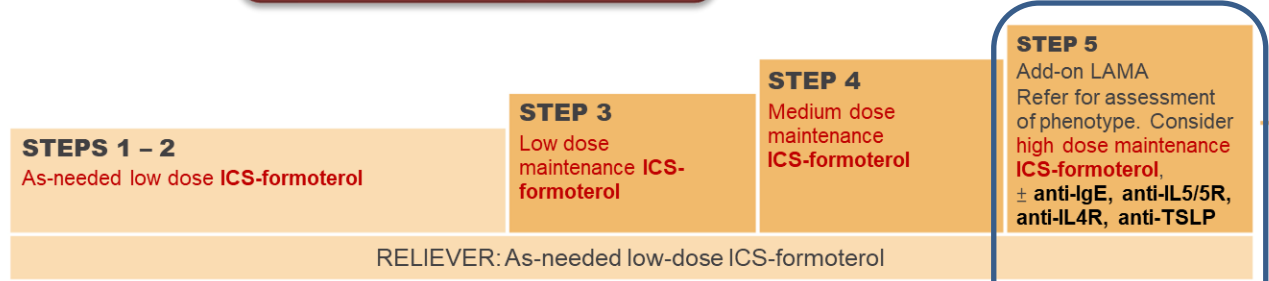 STEPS 1 – 2
As-needed low dose ICS-formoterol
STEP 3
Low dose
maintenance ICS-
formoterol
STEP 4
Medium dose
maintenance
ICS-formoterol
STEP 5
Add-on LAMA
Refer for assessment
of phenotype. Consider
high dose maintenance
ICS-formoterol,
± anti-IgE, anti-IL5/5R,
anti-IL4R, anti-TSLP
RELIEVER: As-needed low-dose ICS-formoterol